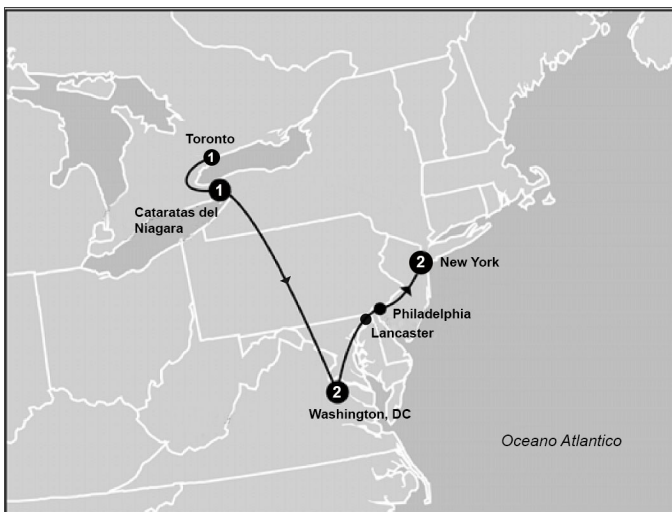 Toronto
1
1
Cataratas del
Niagara
2
New York
Philadelphia
Lancaster
2
Washington, DC
Oceano Atlantico